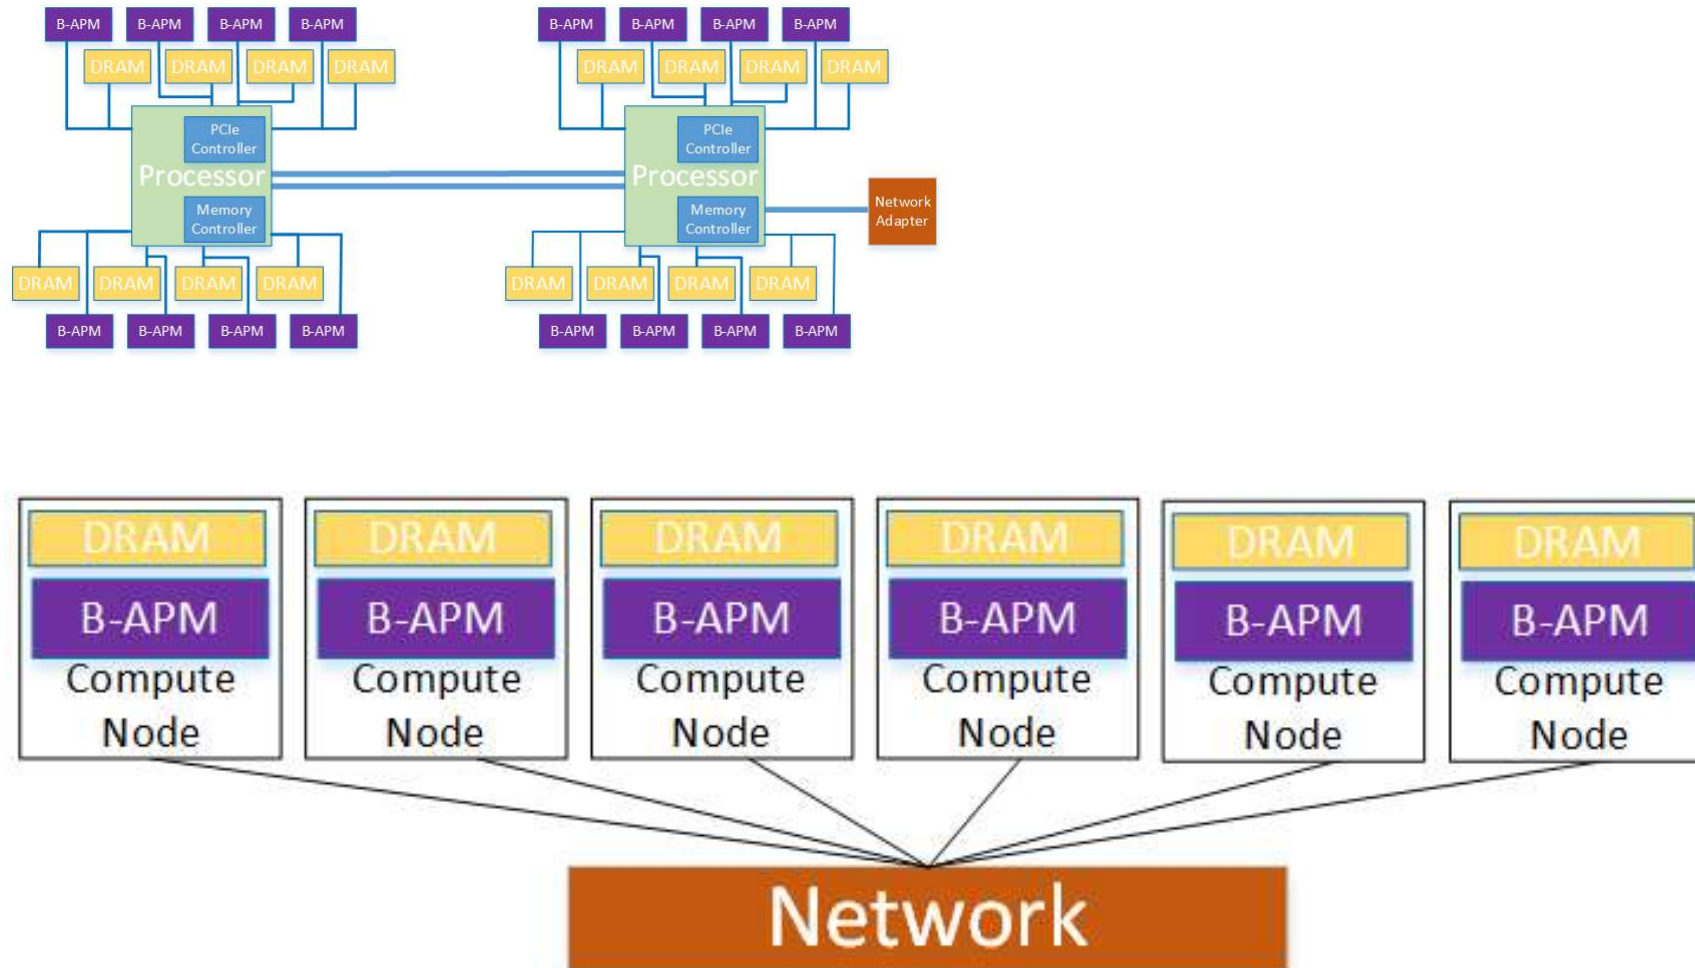 B-APM B-APM B-APM B-APM B-APM B-APM B-APM B-APM
DRAM DRAM DRAM DRAM DRAM DRAM DRAM DRAM
PCIe PCIe
Controller Controller
Processor Processor
Memory Memory
Controller Controller
Network
Adapter
DRAM DRAM DRAM DRAM DRAM DRAM DRAM DRAM
B-APM B-APM B-APM B-APM B-APM B-APM B-APM B-APM
DRAM DRAM DRAM DRAM DRAM DRAM
B-APM B-APM B-APM B-APM B-APM B-APM
Compute Compute Compute Compute Compute Compute
Node Node Node Node Node Node
Network